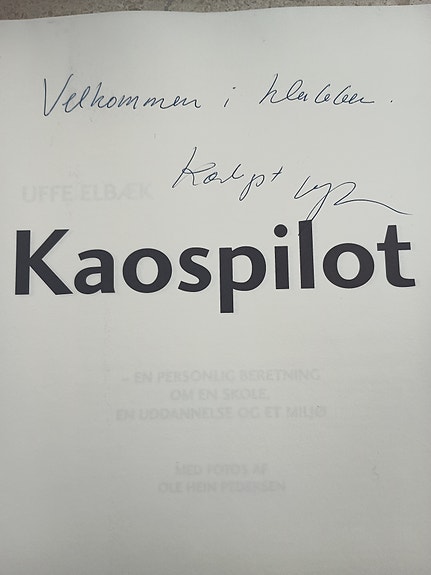 Velkommen i klubben.
UFFE ELBÆK
Kaospilot
– EN PERSONLIG BERETNING
OM EN SKOLE,
EN UDDANNELSE OG ET MILJØ
MED FOTOS AF
OLE HEIN PEDERSEN